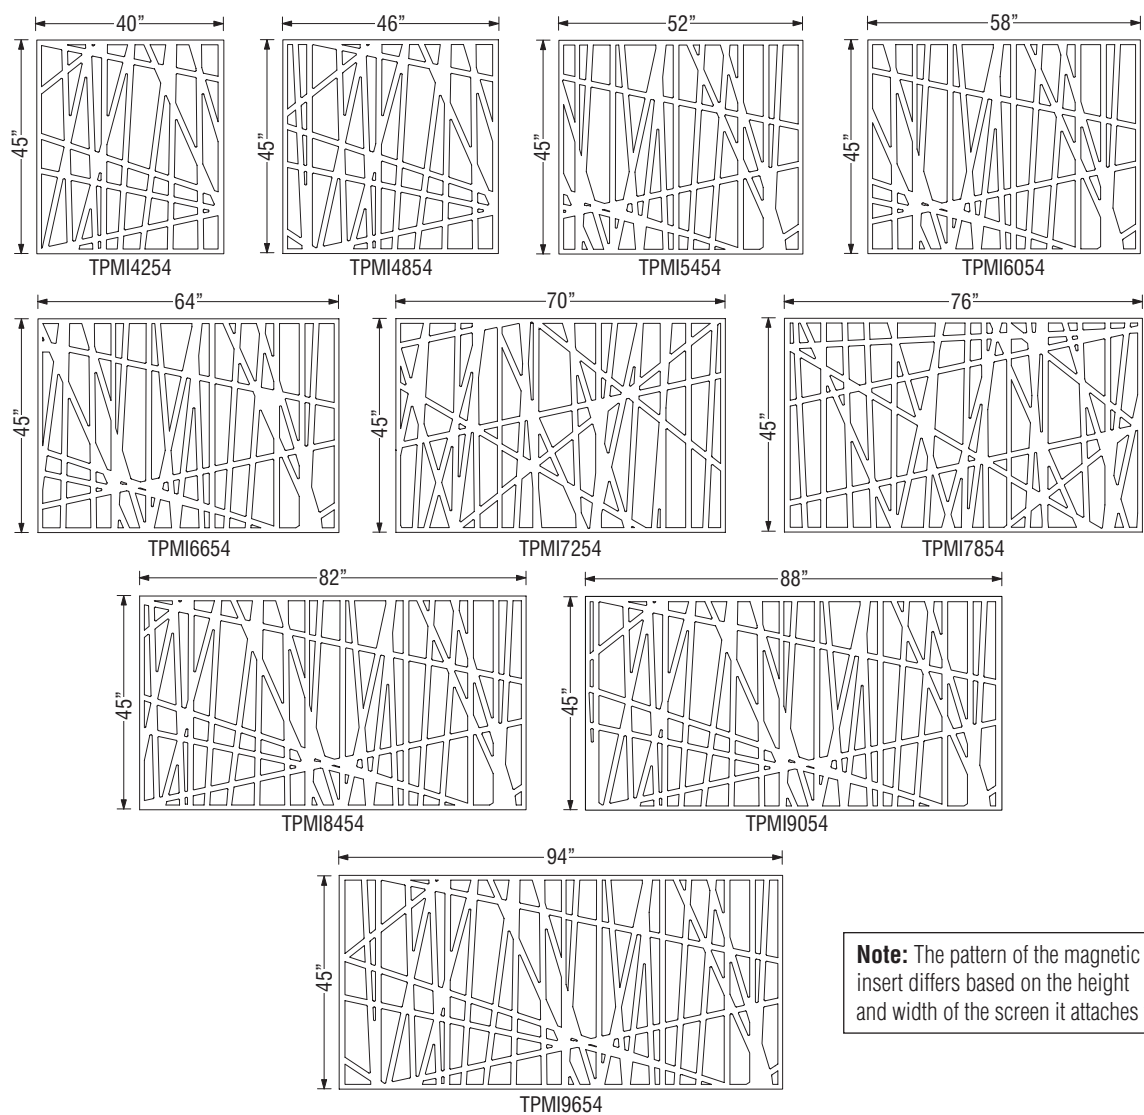 40”
46”
52”
58”
45”
45”
45”
45”
TPMI4254
TPMI4854
TPMI5454
TPMI6054
64”
70”
76”
45”
45”
45”
TPMI6654
TPMI7254
TPMI7854
82”
88”
45”
45”
TPMI8454
TPMI9054
94”
45”
TPMI9654
Note: The pattern of the magnetic
insert differs based on the height
and width of the screen it attaches